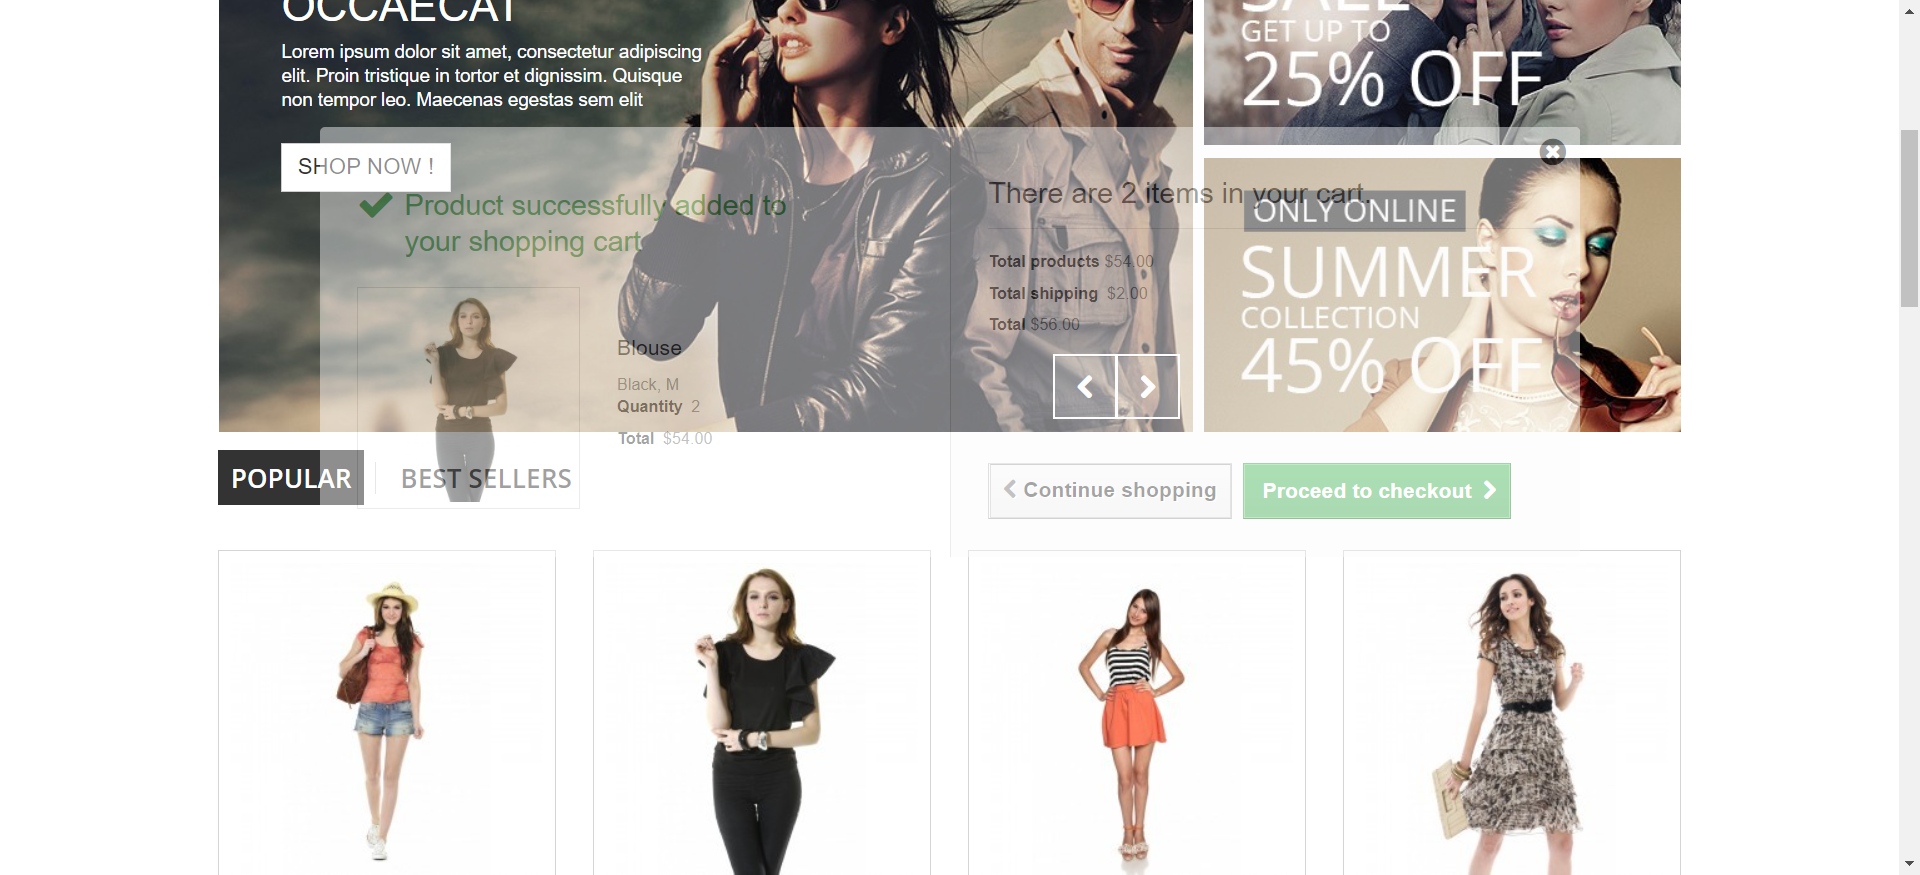 OCCAECAT
Lorem ipsum dolor sit amet, consectetur adipiscing
elit. Proin tristique in tortor et dignissim. Quisque
non tempor leo. Maecenas egestas sem elit
SHOP NOW !
SALE
GET UP TO
25% OFF
Product successfully added to
your shopping cart
Blouse
Black, M
Quantity 2
Total $54.00
There are 2 items in your cart.
Total products $54.00
Total shipping $2.00
Total $56.00
Continue shopping
Proceed to checkout
ONLY ONLINE
SUMMER
COLLECTION
45% OFF
POPULAR
BEST SELLERS